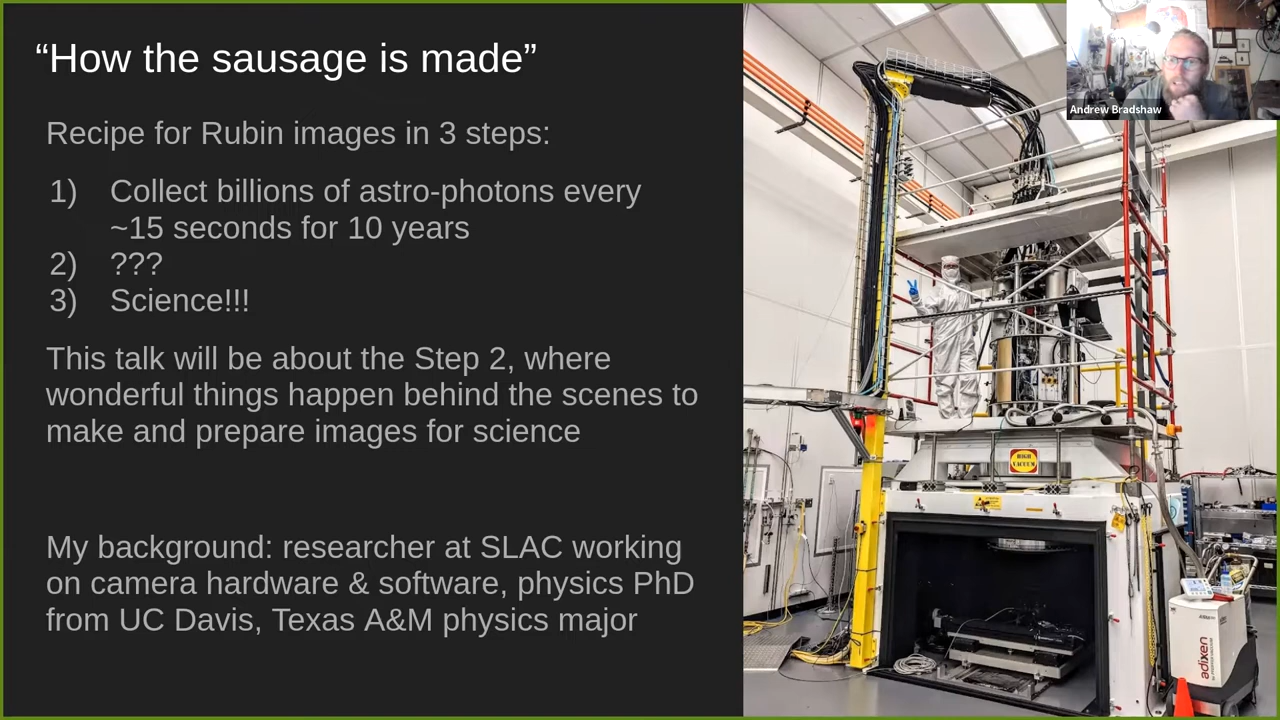 “How the sausage is made”
Recipe for Rubin images in 3 steps:
1) Collect billions of astro-photons every
~15 seconds for 10 years
2) ???
3) Science!!!
This talk will be about the Step 2, where
wonderful things happen behind the scenes to
make and prepare images for science
My background: researcher at SLAC working
on camera hardware & software, physics PhD
from UC Davis, Texas A&M physics major
Andrew Bradshaw
HIGH
VACUUM
adixen